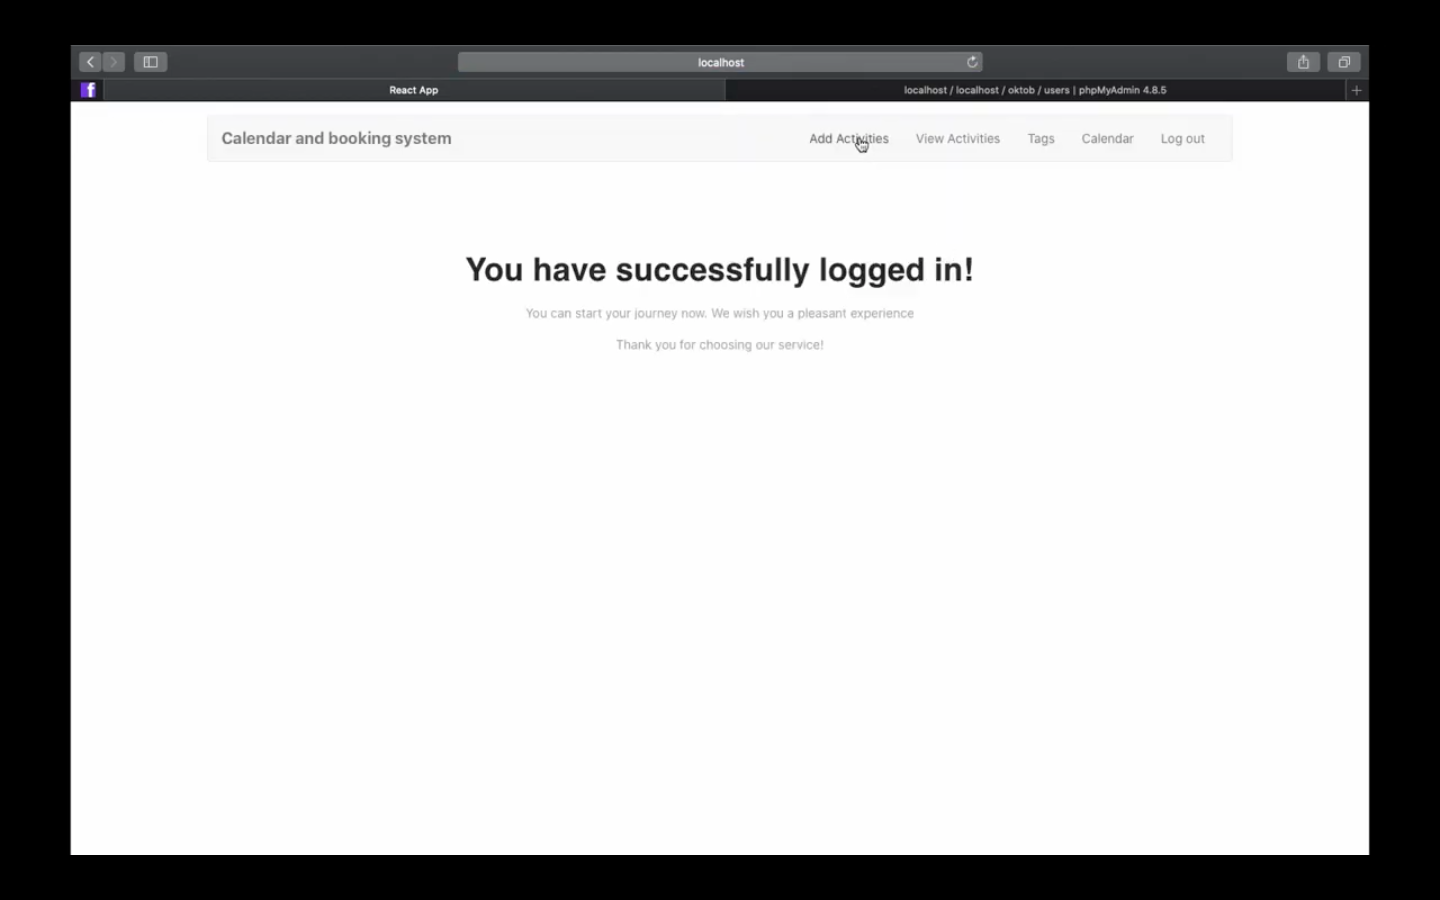 localhost
React App
localhost / localhost / oktob / users | phpMyAdmin 4.8.5
Calendar and booking system
Add Activities
View Activities
Tags
Calendar
Log out
You have successfully logged in!
You can start your journey now. We wish you a pleasant experience
Thank you for choosing our service!